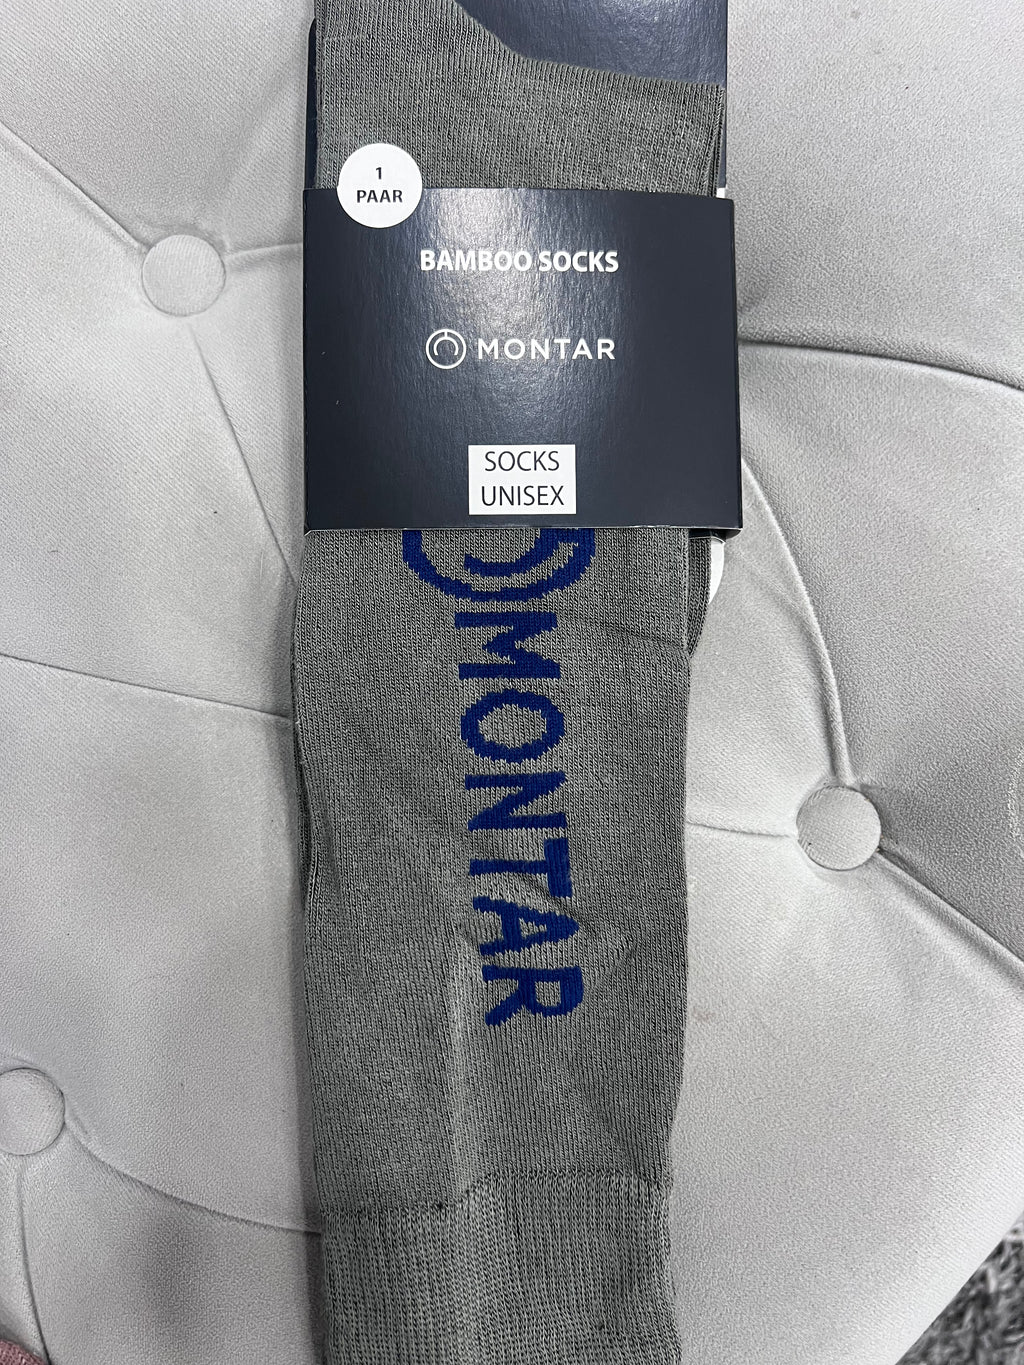 1
PAAR
BAMBOO SOCKS
MONTAR
SOCKS
UNISEX
MONTAR